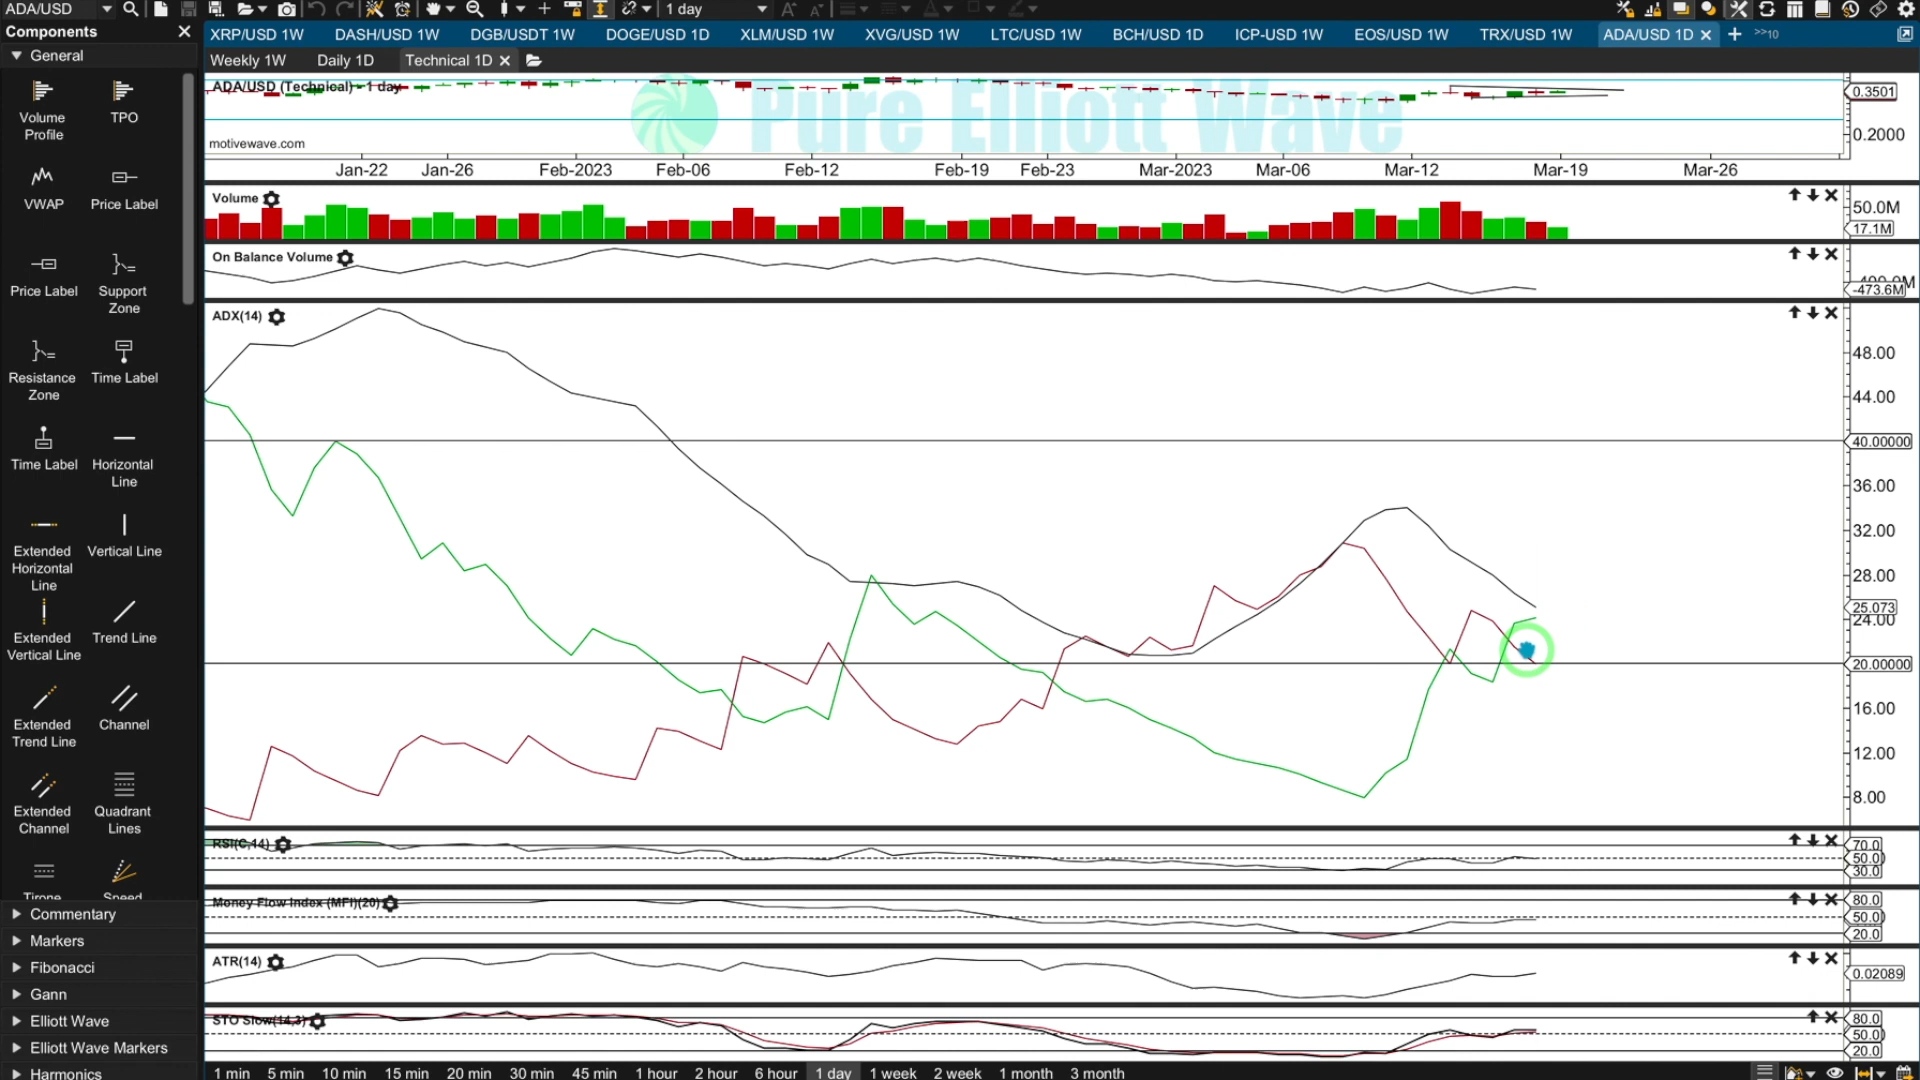 ADA/USD
1 day
Components
General
Volume Profile
TPO
VWAP
Price Label
Price Label
Support Zone
Resistance Zone
Time Label
Time Label
Horizontal Line
Extended Horizontal Line
Vertical Line
Extended Vertical Line
Trend Line
Extended Trend Line
Channel
Extended Channel
Quadrant Lines
Tirone
Speed
Commentary
Markers
Fibonacci
Gann
Elliott Wave
Elliott Wave Markers
Harmonics
XRP/USD 1W
DASH/USD 1W
DGB/USDT 1W
DOGE/USD 1D
XLM/USD 1W
XVG/USD 1W
LTC/USD 1W
BCH/USD 1D
ICP-USD 1W
EOS/USD 1W
TRX/USD 1W
ADA/USD 1D
>>10
Weekly 1W
Daily 1D
Technical 1D
ADA/USD (Technical) - 1 day
Pure Elliott Wave
motivewave.com
0.3501
0.2000
Jan-22
Jan-26
Feb-2023
Feb-06
Feb-12
Feb-19
Feb-23
Mar-2023
Mar-06
Mar-12
Mar-19
Mar-26
Volume
50.0M
17.1M
On Balance Volume
-473.6M
ADX(14)
48.00
44.00
40.00000
36.00
32.00
28.00
25.073
24.00
20.00000
16.00
12.00
8.00
RSI(C,14)
70.0
50.0
30.0
Money Flow Index (MFI)(20)
80.0
50.0
20.0
ATR(14)
0.02089
STO Slow(14,3)
80.0
50.0
20.0
1 min
5 min
10 min
15 min
20 min
30 min
45 min
1 hour
2 hour
6 hour
1 day
1 week
2 week
1 month
3 month